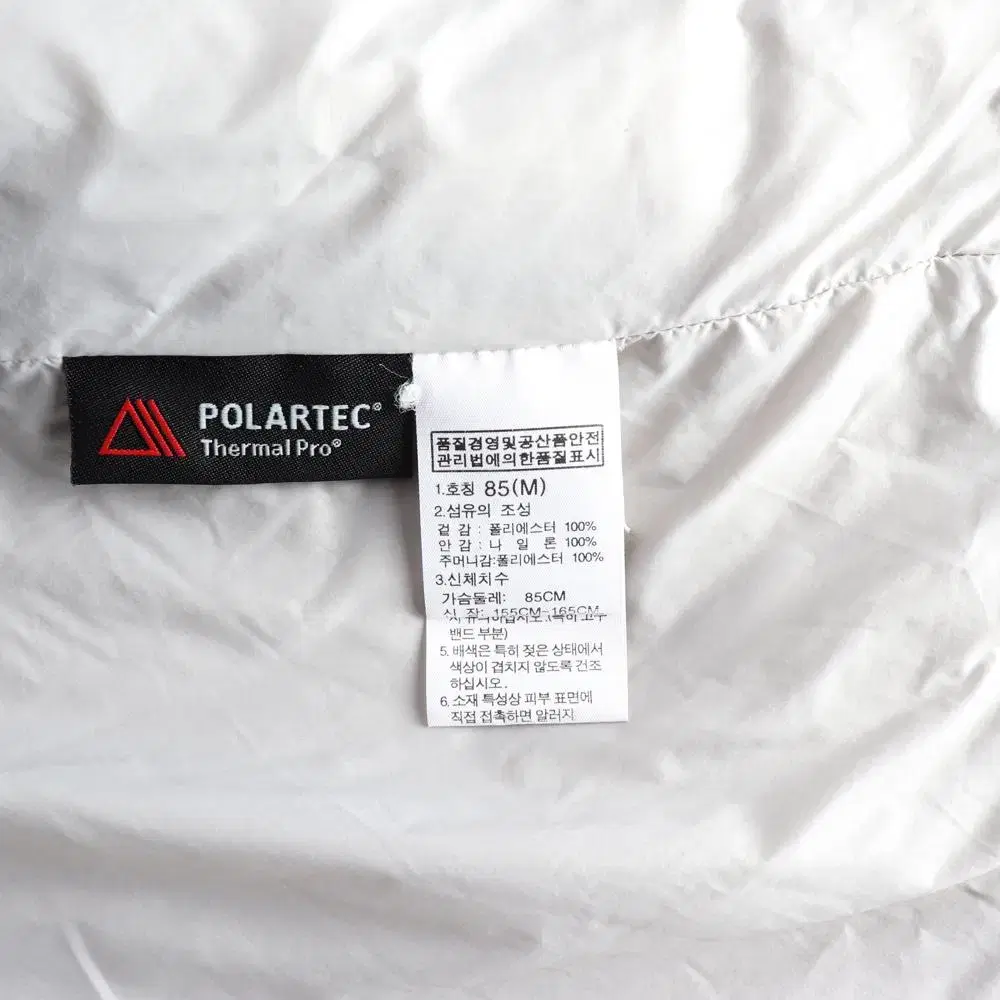 POLARTEC®
Thermal Pro®
품질경영및공산품안전
관리법에의한품질표시
1.호칭 85(M)
2.섬유의 조성
겉 감 : 폴리에스터 100%
안 감 : 나 일 론 100%
주머니감:폴리에스터 100%
3.신체치수
가슴둘레: 85CM
신 장: 155CM~165CM
밴드 부분)
5. 배색은 특히 젖은 상태에서
색상이 겹치지 않도록 건조
하십시오.
6. 소재 특성상 피부 표면에
직접 접촉하면 알러지